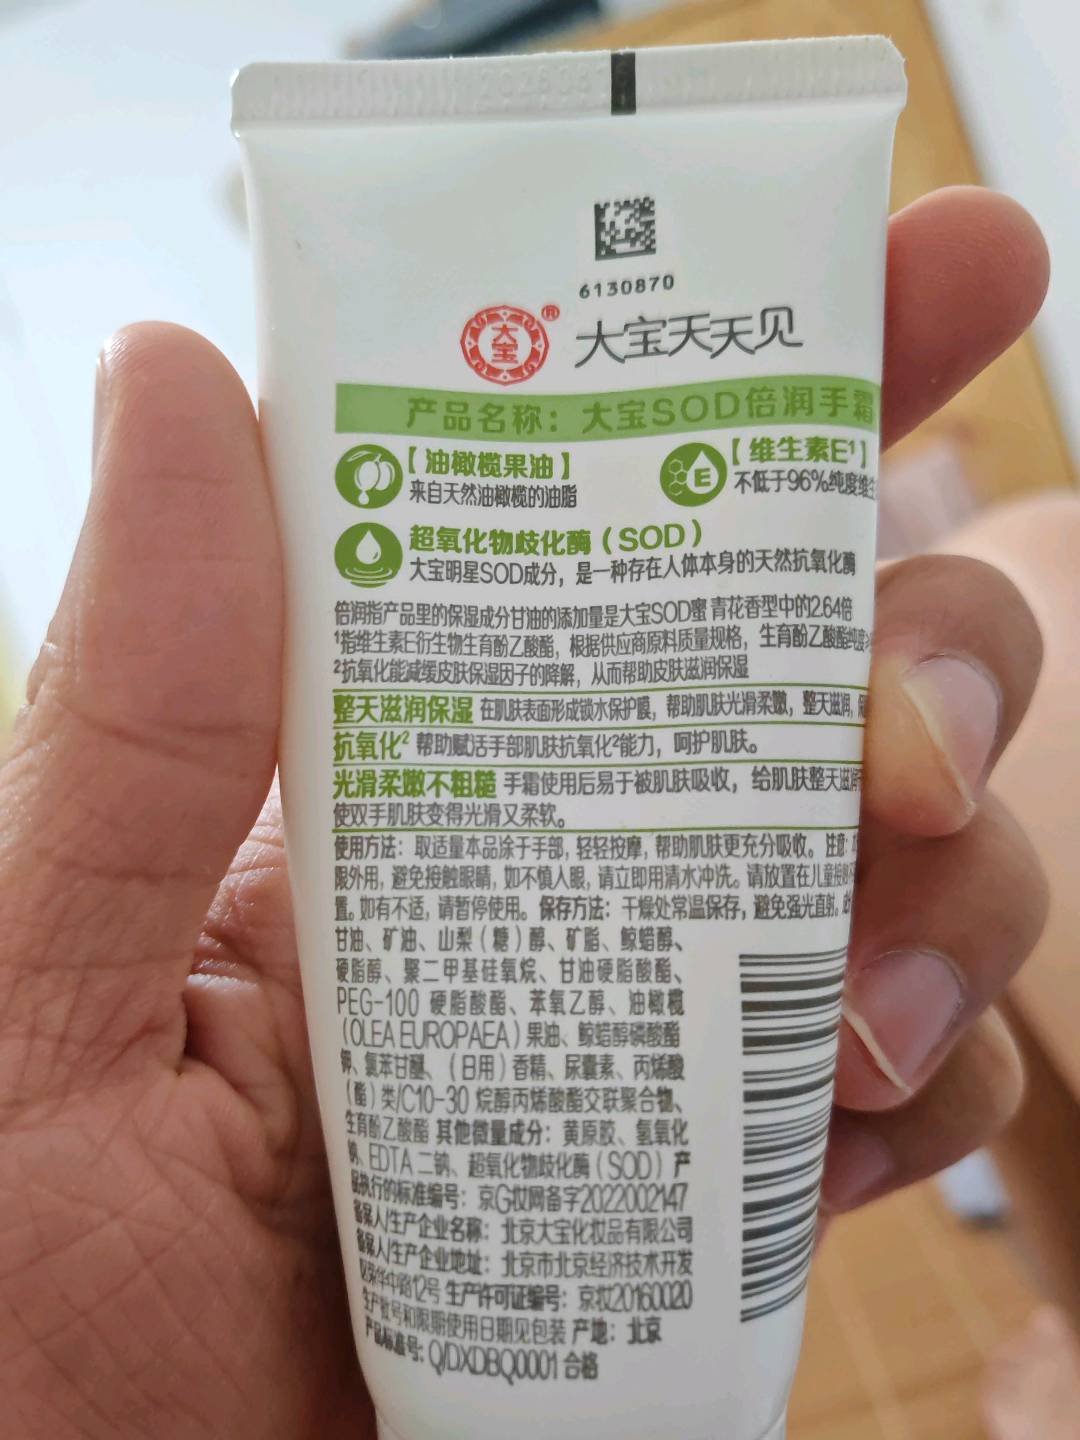 6130870
大宝
®
大宝天天见
产品名称：大宝SOD倍润手霜
【油橄榄果油】
来自天然油橄榄的油脂
【维生素E¹】
不低于96%纯度维生
超氧化物歧化酶（SOD）
大宝明星SOD成分，是一种存在人体本身的天然抗氧化酶
倍润指产品里的保湿成分甘油的添加量是大宝SOD蜜 青花香型中的2.64倍
¹指维生素E衍生物生育酚乙酸酯，根据供应商原料质量规格，生育酚乙酸酯纯度
²抗氧化能减缓皮肤保湿因子的降解，从而帮助皮肤滋润保湿
整天滋润保湿 在肌肤表面形成锁水保护膜，帮助肌肤光滑柔嫩，整天滋润，
抗氧化² 帮助赋活手部肌肤抗氧化²能力，呵护肌肤。
光滑柔嫩不粗糙 手霜使用后易于被肌肤吸收，给肌肤整天滋润
使双手肌肤变得光滑又柔软。
使用方法：取适量本品涂于手部，轻轻按摩，帮助肌肤更充分吸收。注意：
限外用，避免接触眼睛，如不慎入眼，请立即用清水冲洗。请放置在儿童接触
置。如有不适，请暂停使用。保存方法：干燥处常温保存，避免强光直射。
甘油、矿油、山梨（糖）醇、矿脂、鲸蜡醇、
硬脂醇、聚二甲基硅氧烷、甘油硬脂酸酯、
PEG-100 硬脂酸酯、苯氧乙醇、油橄榄
（OLEA EUROPAEA）果油、鲸蜡醇磷酸酯
钾、氯苯甘醚、（日用）香精、尿囊素、丙烯酸
（酯）类/C10-30 烷醇丙烯酸酯交联聚合物、
生育酚乙酸酯 其他微量成分：黄原胶、氢氧化
钠、EDTA 二钠、超氧化物歧化酶（SOD）产
品执行的标准编号：京G妆网备字2022002147
备案人/生产企业名称：北京大宝化妆品有限公司
备案人/生产企业地址：北京市北京经济技术开发
区荣华中路12号 生产许可证编号：京妆20160020
生产批号和限期使用日期见包装 产地：北京
产品标准号：Q/DXDBQ0001 合格